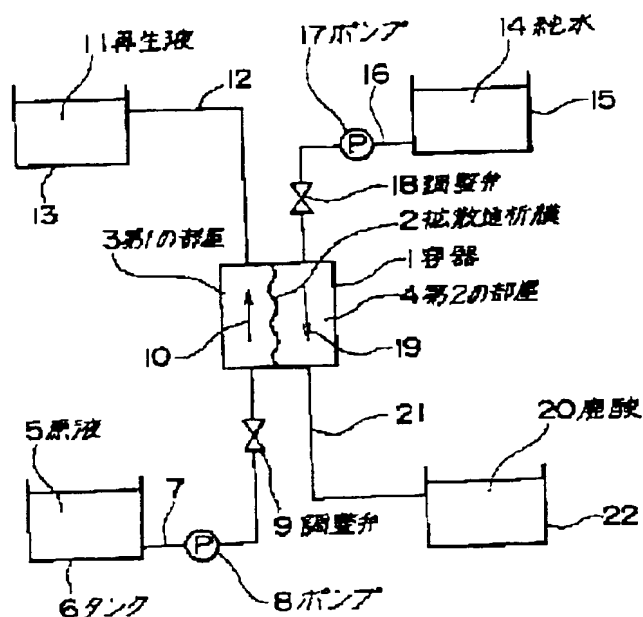 11再生液
12
13
17ポンプ
16
14純水
15
18調整弁
2拡散透析膜
3第1の部屋
1容器
4第2の部屋
10
19
5原液
7
6タンク
8ポンプ
9調整弁
21
20廃酸
22
P
P